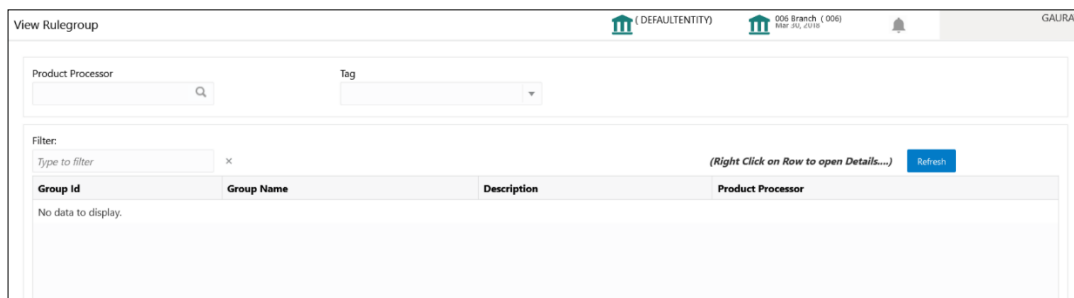 View Rulegroup
( DEFAULTENTITY)
006 Branch ( 006)
Mar 30, 2018
GAURA
Product Processor
Tag
Filter:
Type to filter
×
(Right Click on Row to open Details....)
Refresh
Group Id Group Name Description Product Processor
No data to display.